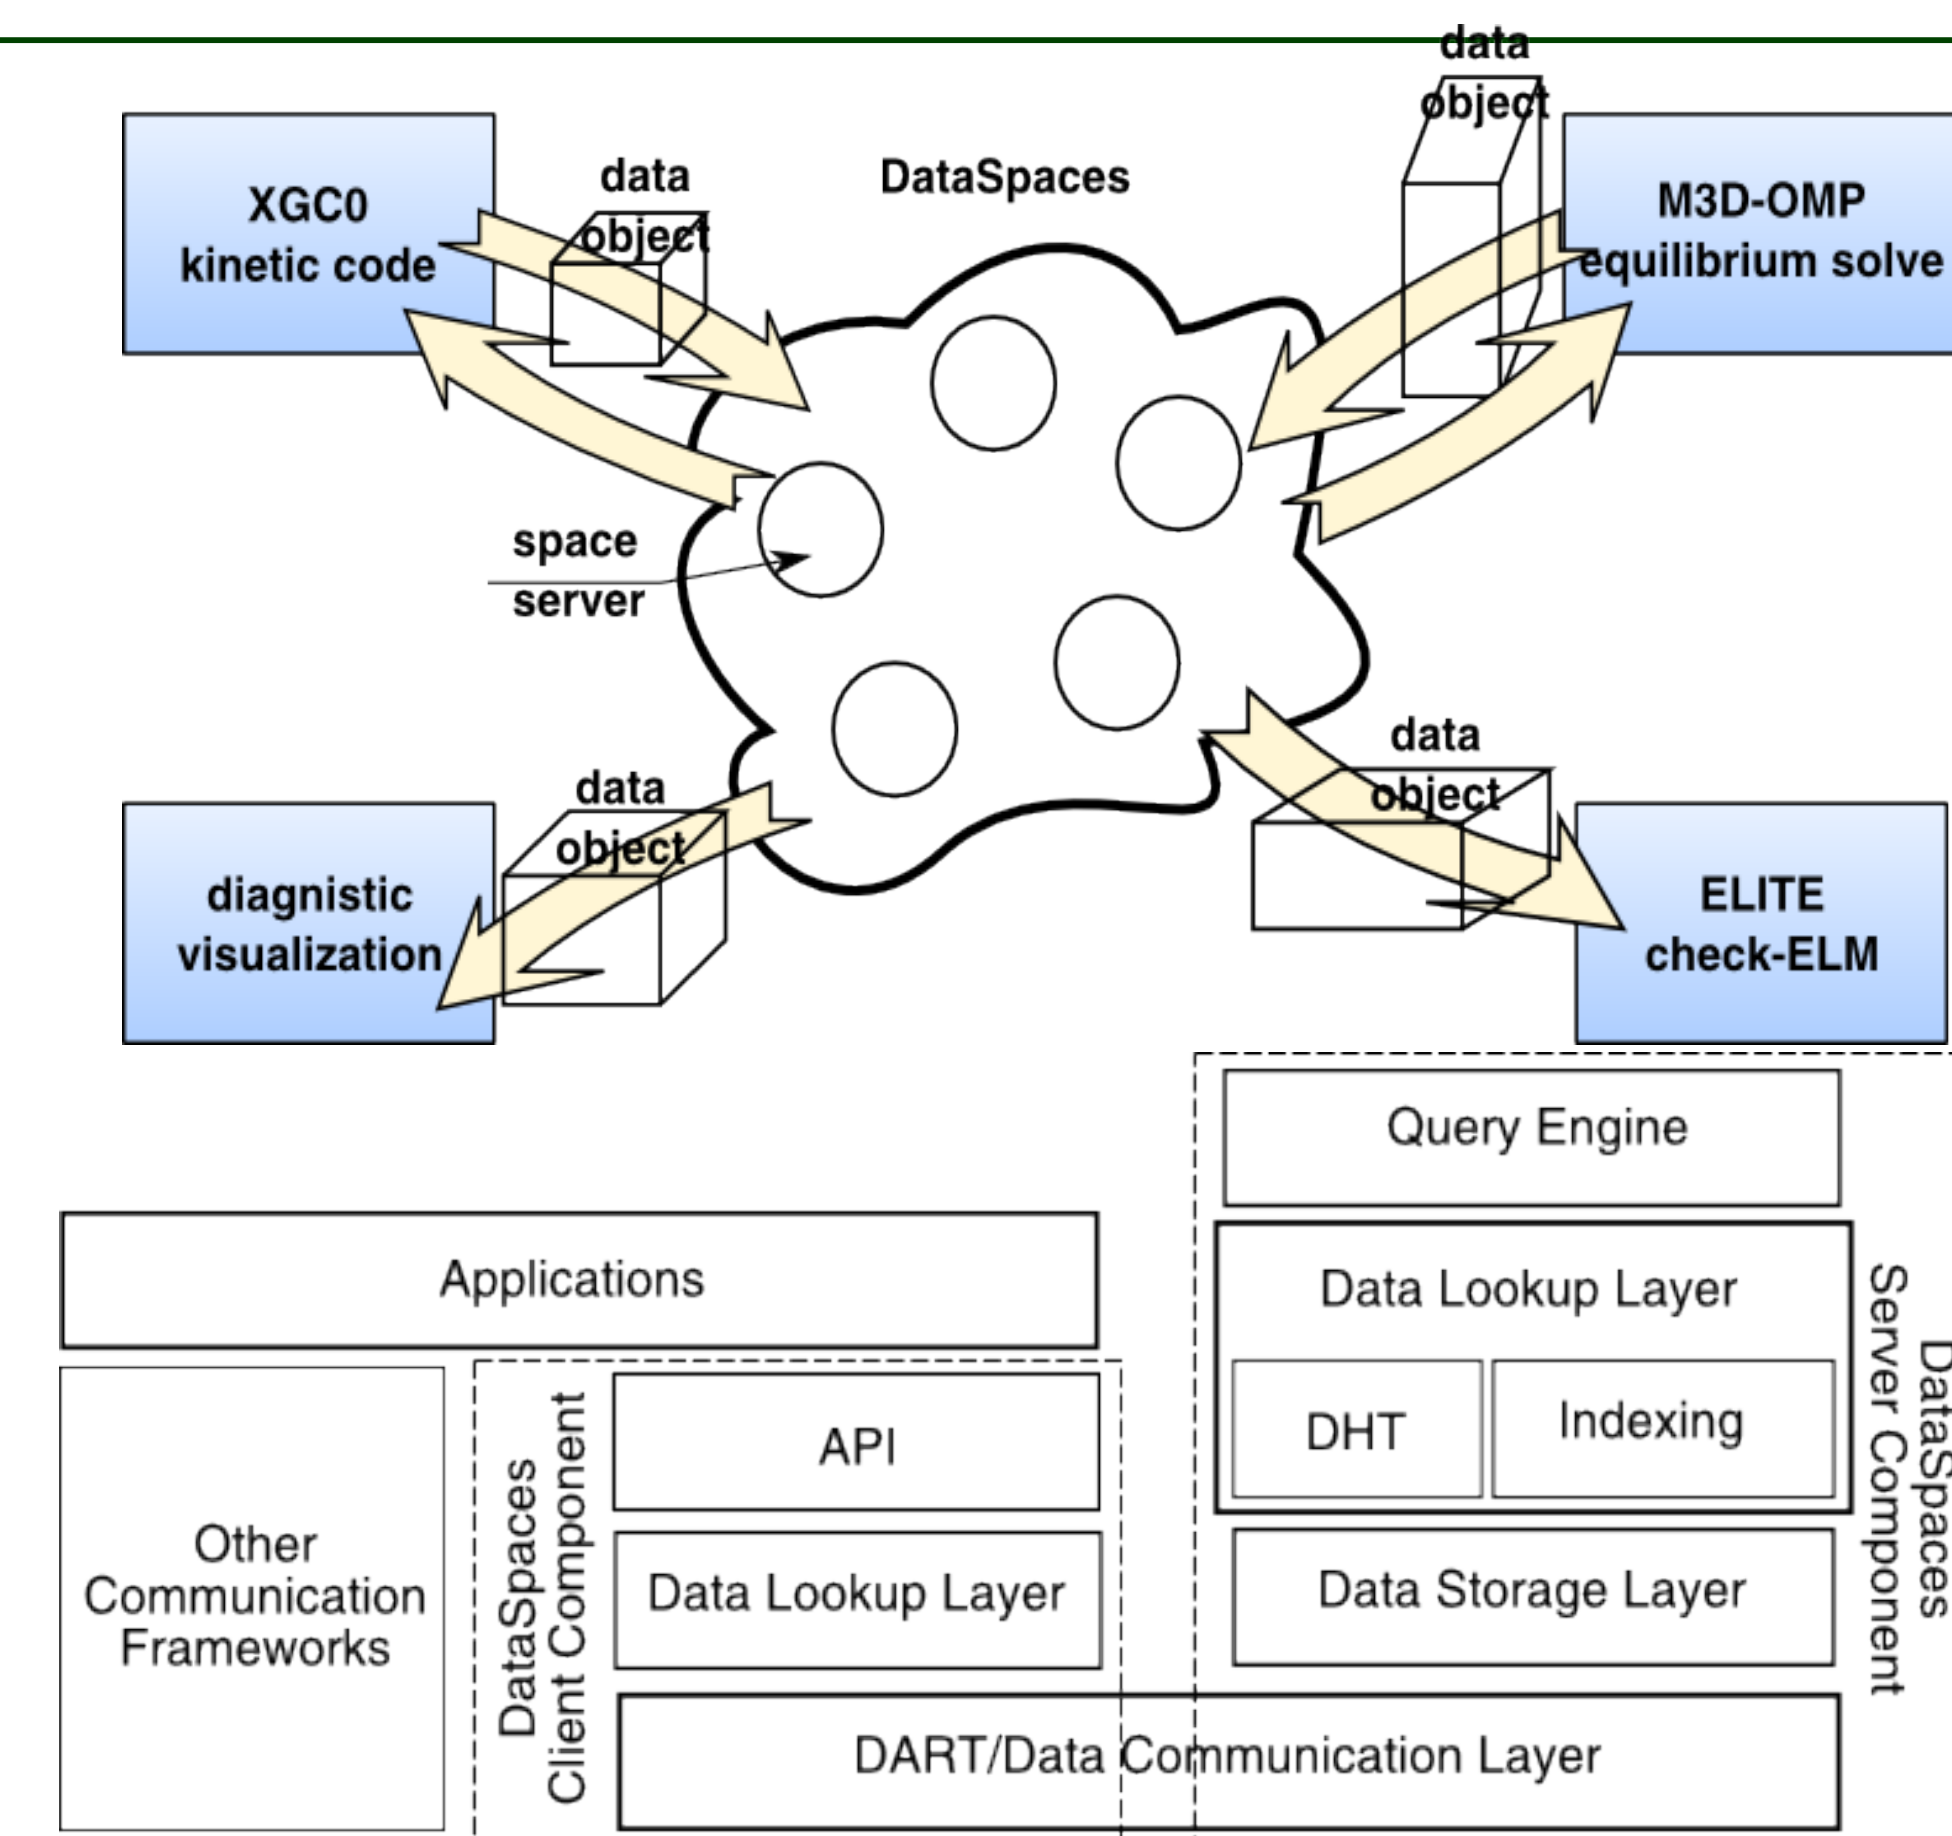 data
object
XGC0
kinetic code
data
object
DataSpaces
M3D-OMP
equilibrium solve
space
server
data
object
data
object
diagnistic
visualization
ELITE
check-ELM
Query Engine
Applications
Data Lookup Layer
DHT
Indexing
DataSpaces
Server Component
API
DataSpaces
Client Component
Other
Communication
Frameworks
Data Lookup Layer
Data Storage Layer
DART/Data Communication Layer